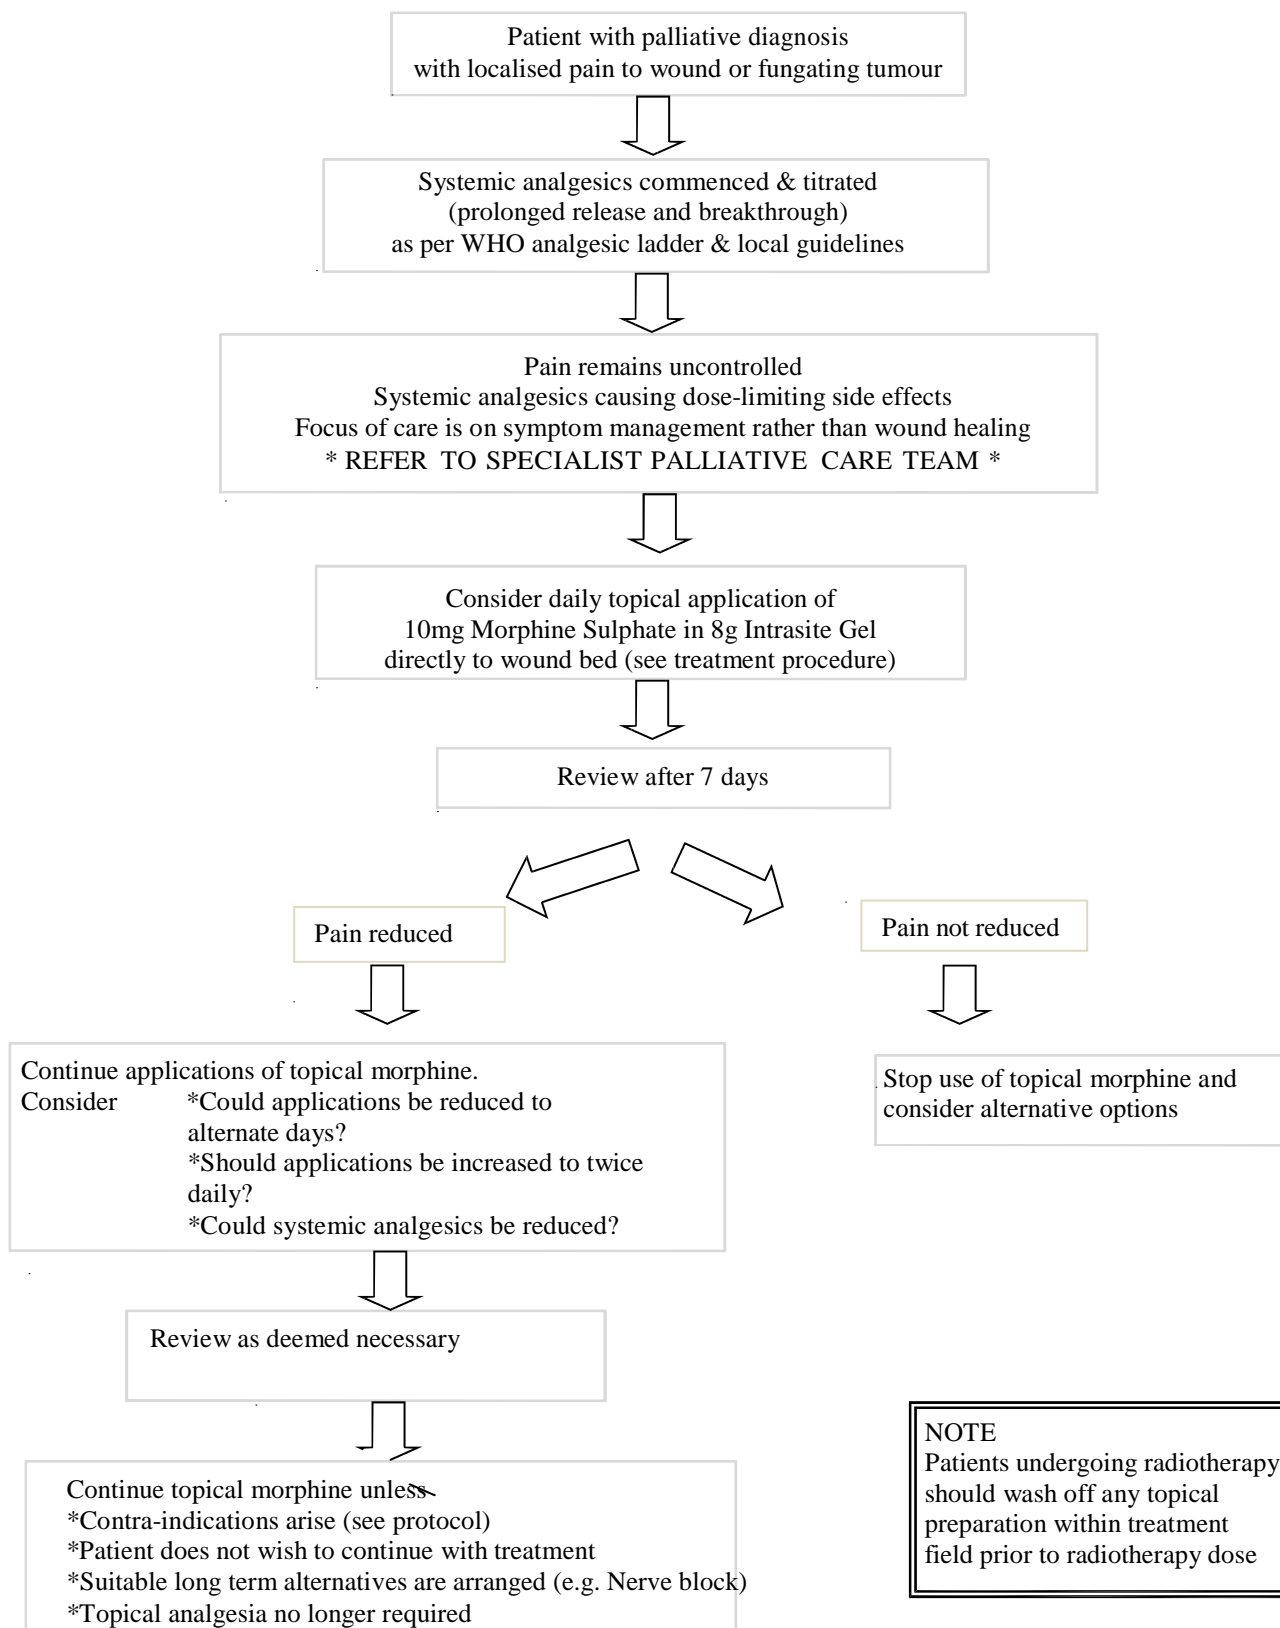 Patient with palliative diagnosis
with localised pain to wound or fungating tumour
Systemic analgesics commenced & titrated
(prolonged release and breakthrough)
as per WHO analgesic ladder & local guidelines
Pain remains uncontrolled
Systemic analgesics causing dose-limiting side effects
Focus of care is on symptom management rather than wound healing
* REFER TO SPECIALIST PALLIATIVE CARE TEAM *
Consider daily topical application of
10mg Morphine Sulphate in 8g Intrasite Gel
directly to wound bed (see treatment procedure)
Review after 7 days
Pain reduced
Pain not reduced
Continue applications of topical morphine.
Consider *Could applications be reduced to
alternate days?
*Should applications be increased to twice
daily?
*Could systemic analgesics be reduced?
Stop use of topical morphine and
consider alternative options
Review as deemed necessary
Continue topical morphine unless
*Contra-indications arise (see protocol)
*Patient does not wish to continue with treatment
*Suitable long term alternatives are arranged (e.g. Nerve block)
*Topical analgesia no longer required
NOTE
Patients undergoing radiotherapy
should wash off any topical
preparation within treatment
field prior to radiotherapy dose